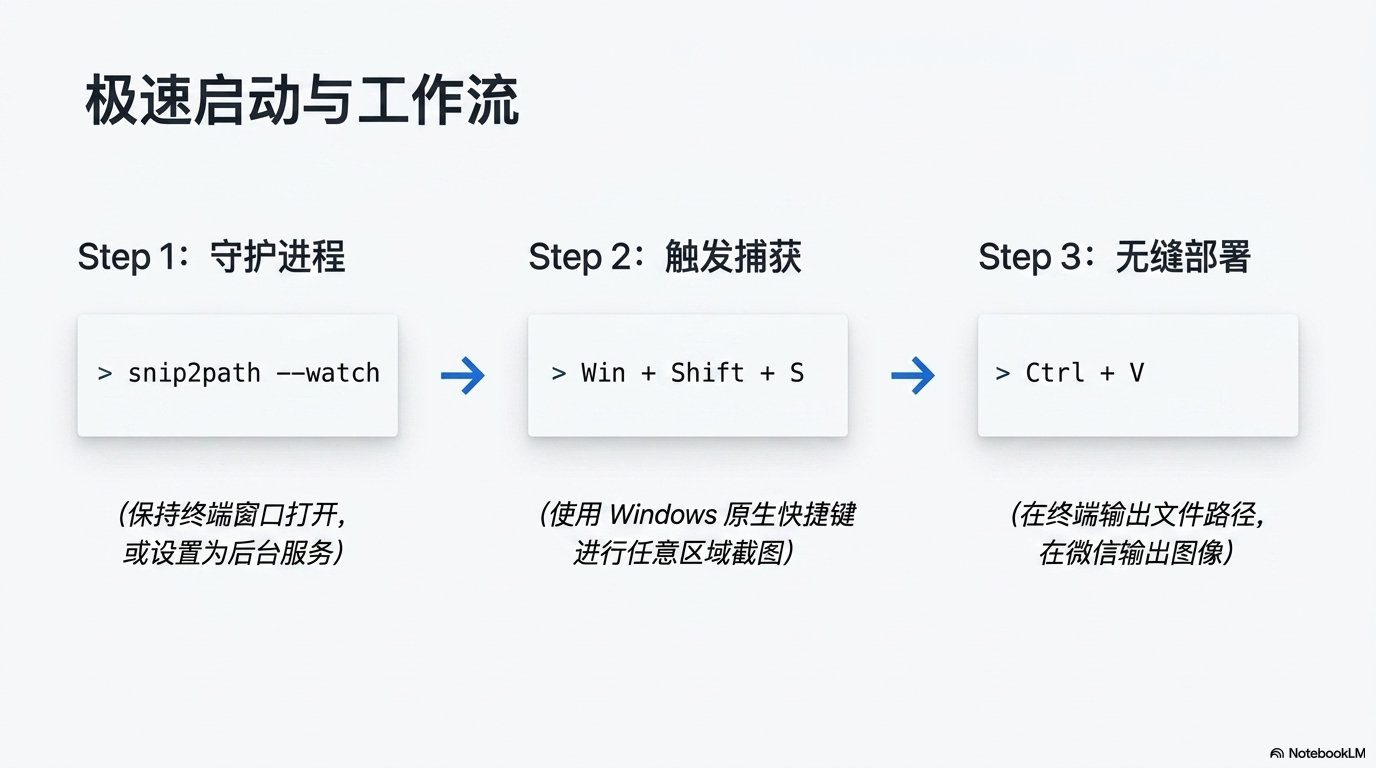 极速启动与工作流
Step 1：守护进程
> snip2path --watch
（保持终端窗口打开，
或设置为后台服务）
Step 2：触发捕获
> Win + Shift + S
（使用 Windows 原生快捷键
进行任意区域截图）
Step 3：无缝部署
> Ctrl + V
（在终端输出文件路径，
在微信输出图像）
NotebookLM